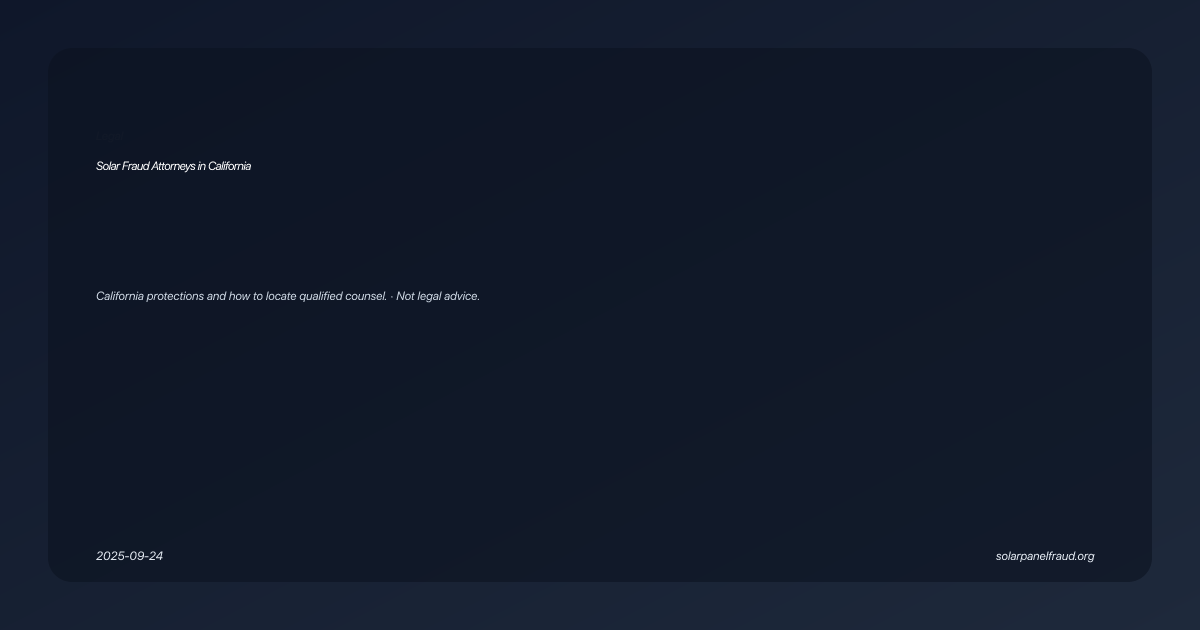 Solar Fraud Attorneys in California
California protections and how to locate qualified counsel. · Not legal advice.
2025-09-24
solarpanelfraud.org